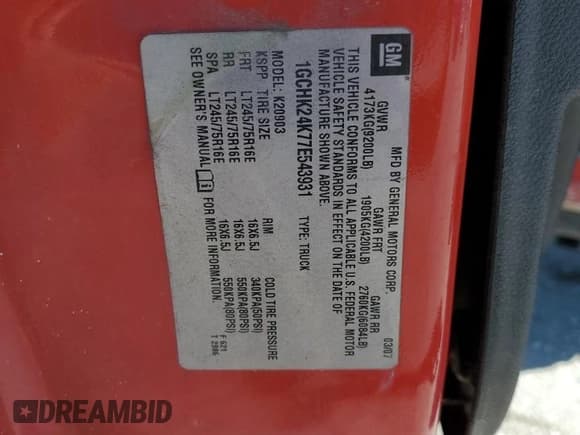 GM
MFD BY GENERAL MOTORS CORP. 03/07
GVWR GAWR FRT GAWR RR
4173KG(9200LB) 1905KG(4200LB) 2760KG(6084LB)
THIS VEHICLE CONFORMS TO ALL APPLICABLE U.S. FEDERAL MOTOR
VEHICLE SAFETY STANDARDS IN EFFECT ON THE DATE OF
MANUFACTURE SHOWN ABOVE.
1GCHK24K77E543931 TYPE: TRUCK
MODEL: K20903
KSPP TIRE SIZE RIM COLD TIRE PRESSURE
FRT LT245/75R16E 16X6.5J 340KPA(50PSI)
RR LT245/75R16E 16X6.5J 550KPA(80PSI)
SPA LT245/75R16E 16X6.5J 550KPA(80PSI)
SEE OWNER'S MANUAL FOR MORE INFORMATION.
F 621
T 2986
DREAMBID